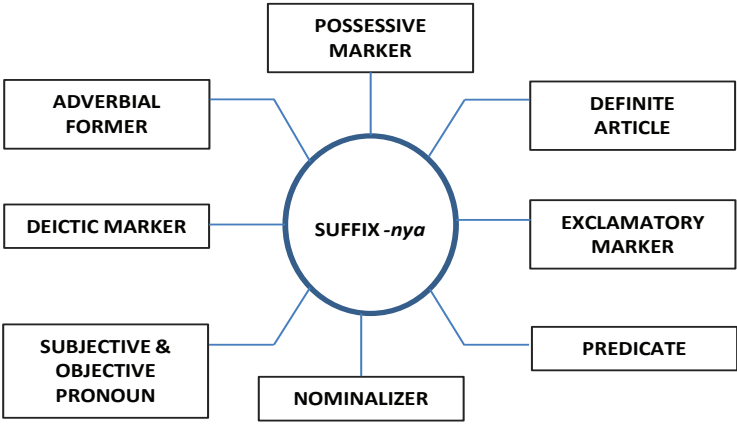 POSSESSIVE
MARKER
ADVERBIAL
FORMER
DEFINITE
ARTICLE
DEICTIC MARKER
SUFFIX -nya
EXCLAMATORY
MARKER
SUBJECTIVE &
OBJECTIVE
PRONOUN
PREDICATE
NOMINALIZER